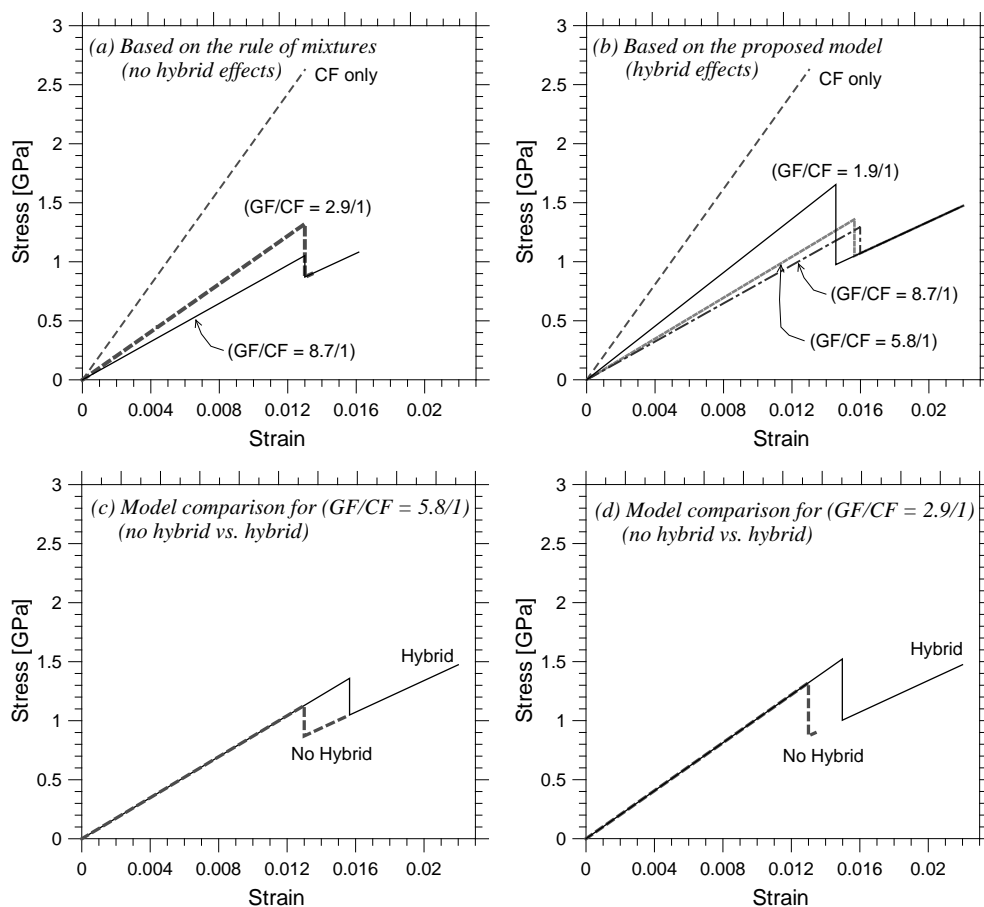 (a) Based on the rule of mixtures
(no hybrid effects)
CF only
(GF/CF = 2.9/1)
(GF/CF = 8.7/1)
Stress [GPa]
3
2.5
2
1.5
1
0.5
0
0 0.004 0.008 0.012 0.016 0.02
Strain
(b) Based on the proposed model
(hybrid effects)
CF only
(GF/CF = 1.9/1)
(GF/CF = 8.7/1)
(GF/CF = 5.8/1)
Stress [GPa]
3
2.5
2
1.5
1
0.5
0
0 0.004 0.008 0.012 0.016 0.02
Strain
(c) Model comparison for (GF/CF = 5.8/1)
(no hybrid vs. hybrid)
Hybrid
No Hybrid
Stress [GPa]
3
2.5
2
1.5
1
0.5
0
0 0.004 0.008 0.012 0.016 0.02
Strain
(d) Model comparison for (GF/CF = 2.9/1)
(no hybrid vs. hybrid)
Hybrid
No Hybrid
Stress [GPa]
3
2.5
2
1.5
1
0.5
0
0 0.004 0.008 0.012 0.016 0.02
Strain